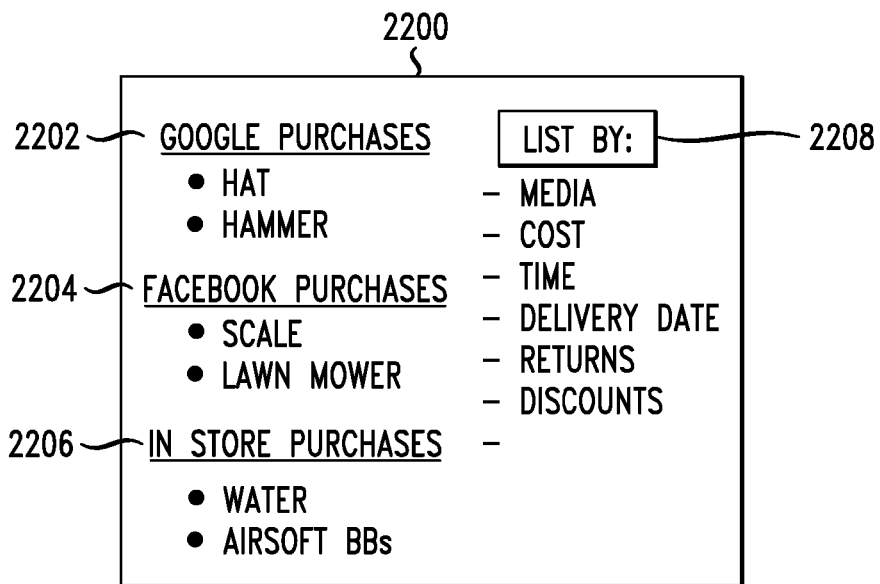 2200
2202
GOOGLE PURCHASES
● HAT
● HAMMER
2204
FACEBOOK PURCHASES
● SCALE
● LAWN MOWER
2206
IN STORE PURCHASES
● WATER
● AIRSOFT BBs
LIST BY:
2208
– MEDIA
– COST
– TIME
– DELIVERY DATE
– RETURNS
– DISCOUNTS
–